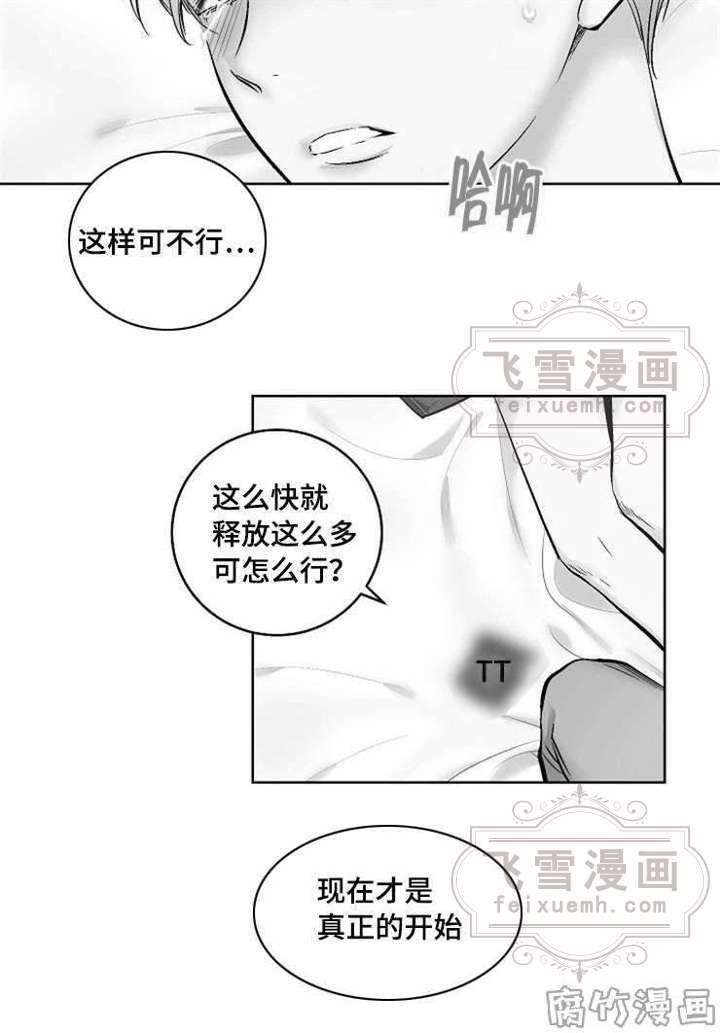 哈啊
这样可不行...
飞雪漫画
feixuemh.com
这么快就
释放这么多
可怎么行？
TT
飞雪漫画
feixuemh.com
现在才是
真正的开始
腐竹漫画